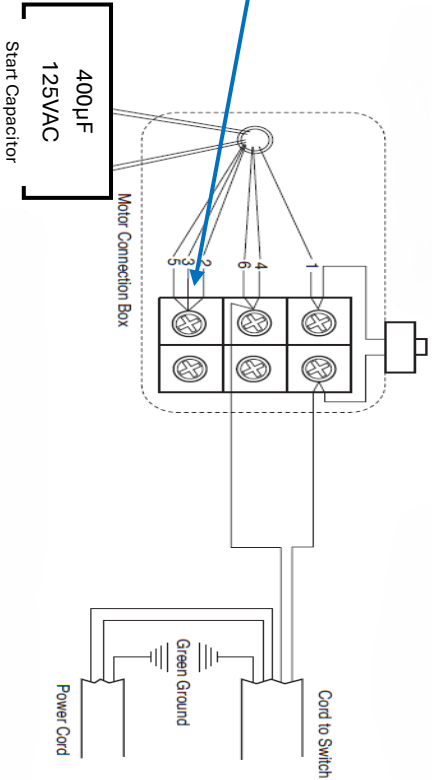 400µF
125VAC
Start Capacitor
Motor Connection Box
5 3 2 6 4 1
Green Ground
Power Cord
Cord to Switch